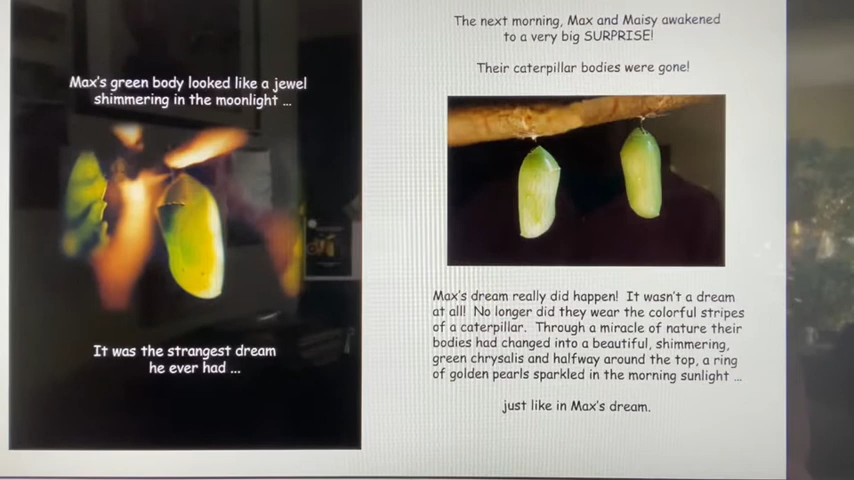 Max's green body looked like a jewel
shimmering in the moonlight ...
It was the strangest dream
he ever had ...
The next morning, Max and Maisy awakened
to a very big SURPRISE!
Their caterpillar bodies were gone!
Max's dream really did happen!  It wasn't a dream
at all!  No longer did they wear the colorful stripes
of a caterpillar.  Through a miracle of nature their
bodies had changed into a beautiful, shimmering,
green chrysalis and halfway around the top, a ring
of golden pearls sparkled in the morning sunlight ...
just like in Max's dream.